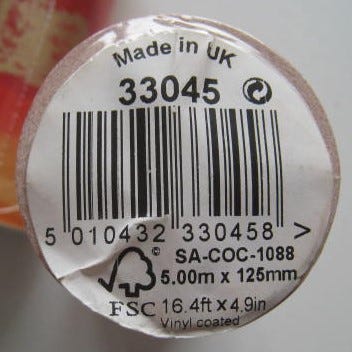 Made in UK
33045
5 010432 330458 >
© SA-COC-1088
5.00m x 125mm
FSC 16.4ft x 4.9in
Vinyl coated